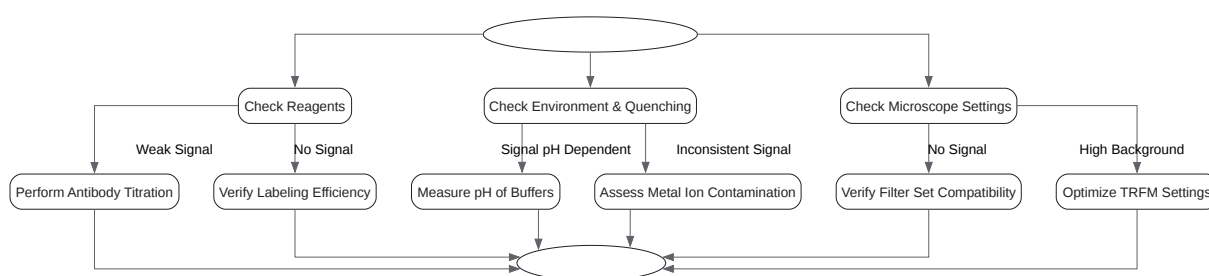 Check Reagents
Check Environment & Quenching
Check Microscope Settings
Weak Signal
No Signal
Signal pH Dependent
Inconsistent Signal
No Signal
High Background
Perform Antibody Titration
Verify Labeling Efficiency
Measure pH of Buffers
Assess Metal Ion Contamination
Verify Filter Set Compatibility
Optimize TRFM Settings